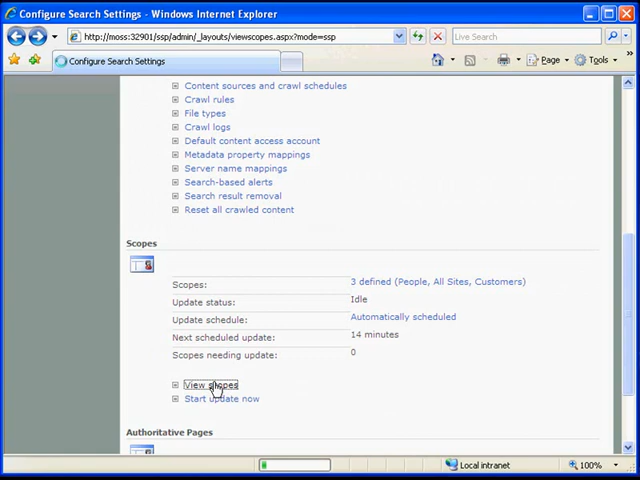 Configure Search Settings - Windows Internet Explorer
http://moss:32901/ssp/admin/_layouts/viewscopes.aspx?mode=ssp
Live Search
Configure Search Settings
Page
Tools
Content sources and crawl schedules
Crawl rules
File types
Crawl logs
Default content access account
Metadata property mappings
Server name mappings
Search-based alerts
Search result removal
Reset all crawled content
Scopes
Scopes: 3 defined (People, All Sites, Customers)
Update status: Idle
Update schedule: Automatically scheduled
Next scheduled update: 14 minutes
Scopes needing update: 0
View scopes
Start update now
Authoritative Pages
Local intranet
100%